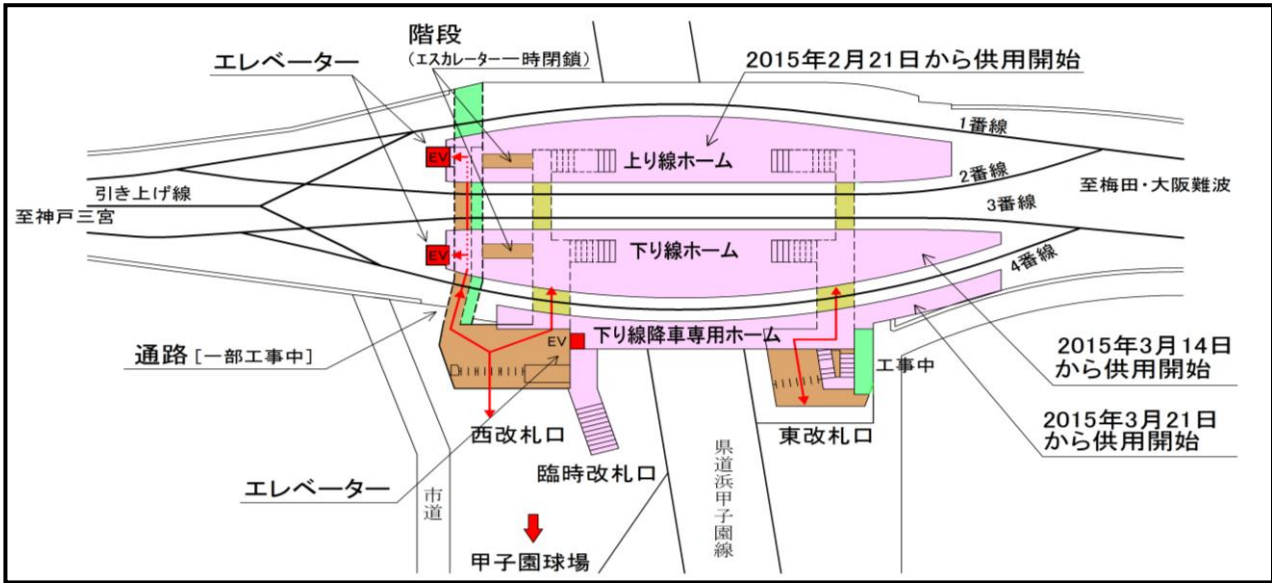 階段
(エスカレーター一時閉鎖)
エレベーター
2015年2月21日から供用開始
1番線
EV
上り線ホーム
2番線
引き上げ線
至梅田・大阪難波
3番線
至神戸三宮
EV
下り線ホーム
4番線
下り線降車専用ホーム
EV
通路[一部工事中]
工事中
2015年3月14日
から供用開始
2015年3月21日
から供用開始
西改札口
東改札口
臨時改札口
エレベーター
市道
県道浜甲子園線
甲子園球場